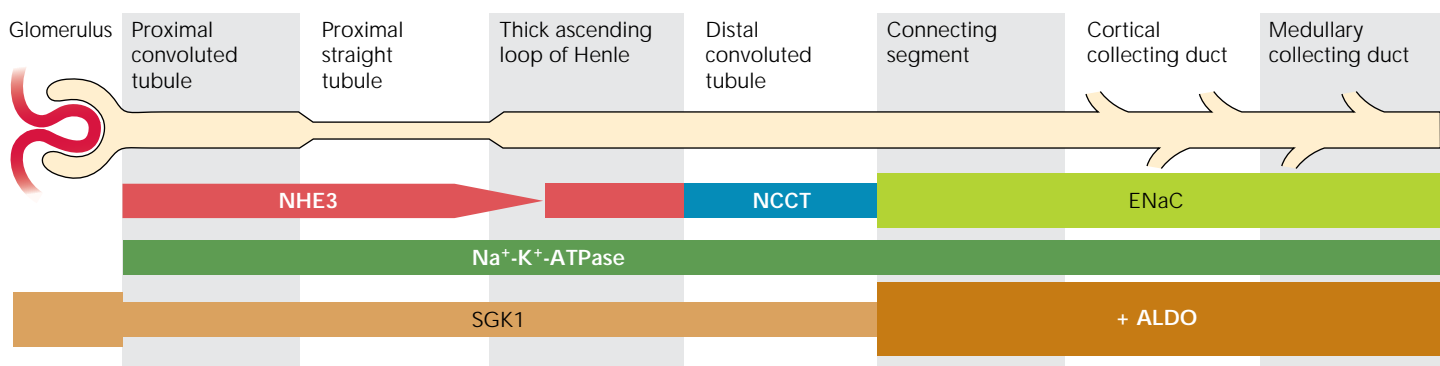 Glomerulus
Proximal
convoluted
tubule
Proximal
straight
tubule
Thick ascending
loop of Henle
Distal
convoluted
tubule
Connecting
segment
Cortical
collecting duct
Medullary
collecting duct
NHE3
NCCT
ENaC
Na⁺-K⁺-ATPase
SGK1
+ ALDO